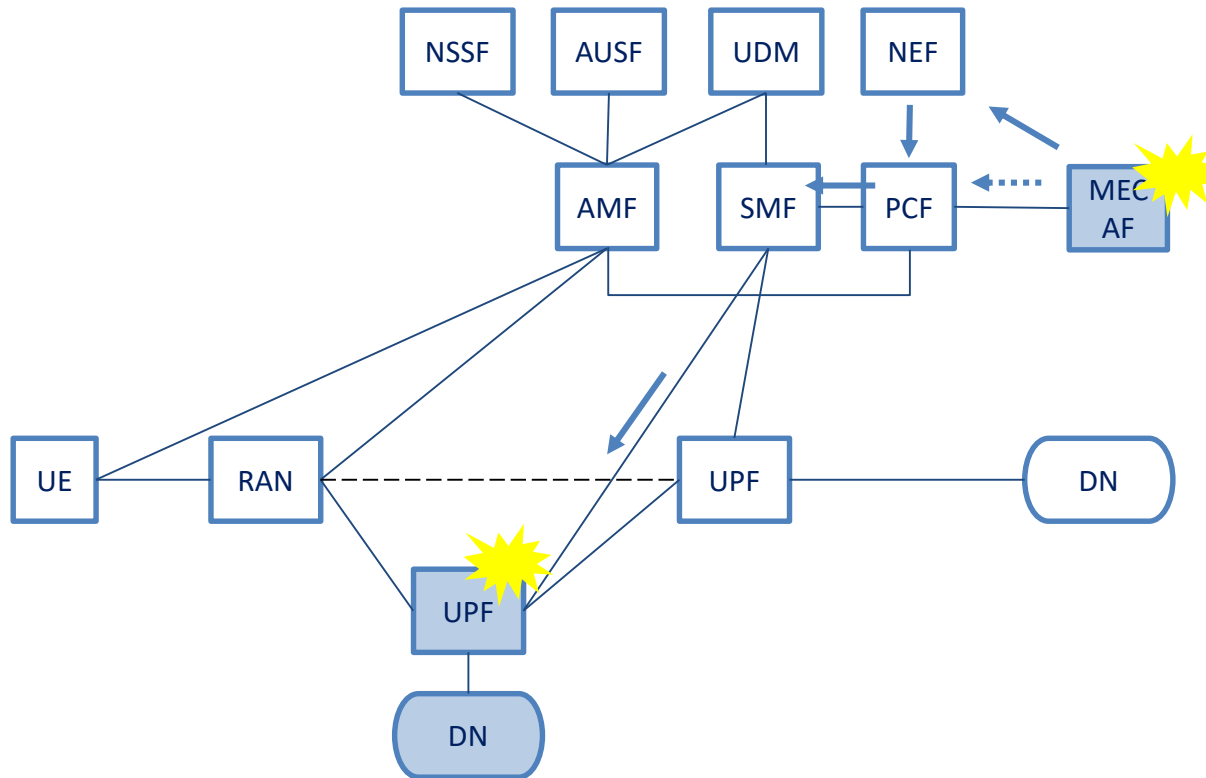 NSSF
AUSF
UDM
NEF
AMF
SMF
PCF
MEC
AF
UE
RAN
UPF
DN
UPF
DN